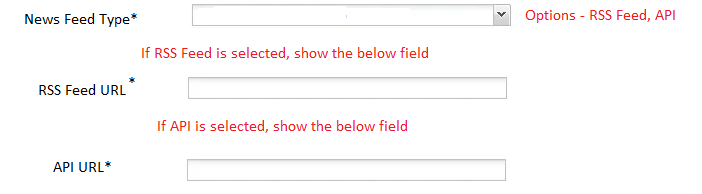 News Feed Type* Options - RSS Feed, API
If RSS Feed is selected, show the below field
RSS Feed URL *
If API is selected, show the below field
API URL*